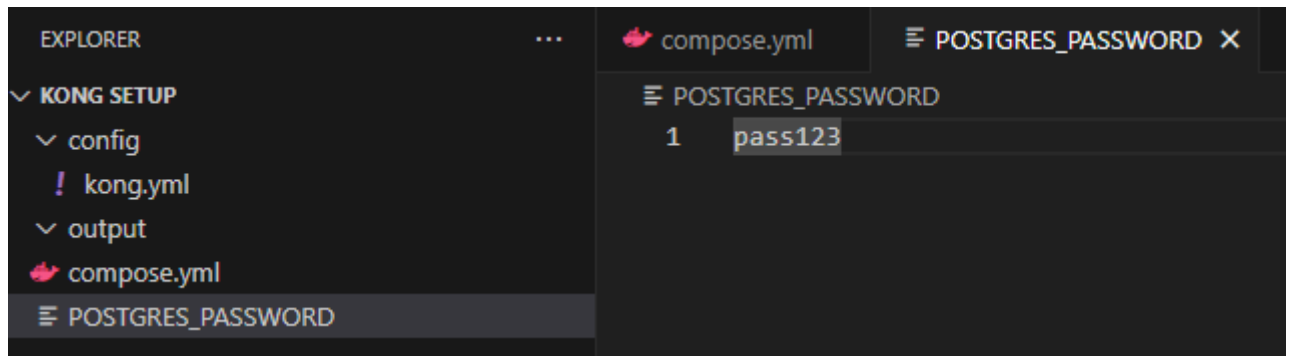 EXPLORER ...
KONG SETUP
config
! kong.yml
output
compose.yml
POSTGRES_PASSWORD
compose.yml POSTGRES_PASSWORD
POSTGRES_PASSWORD
1 pass123